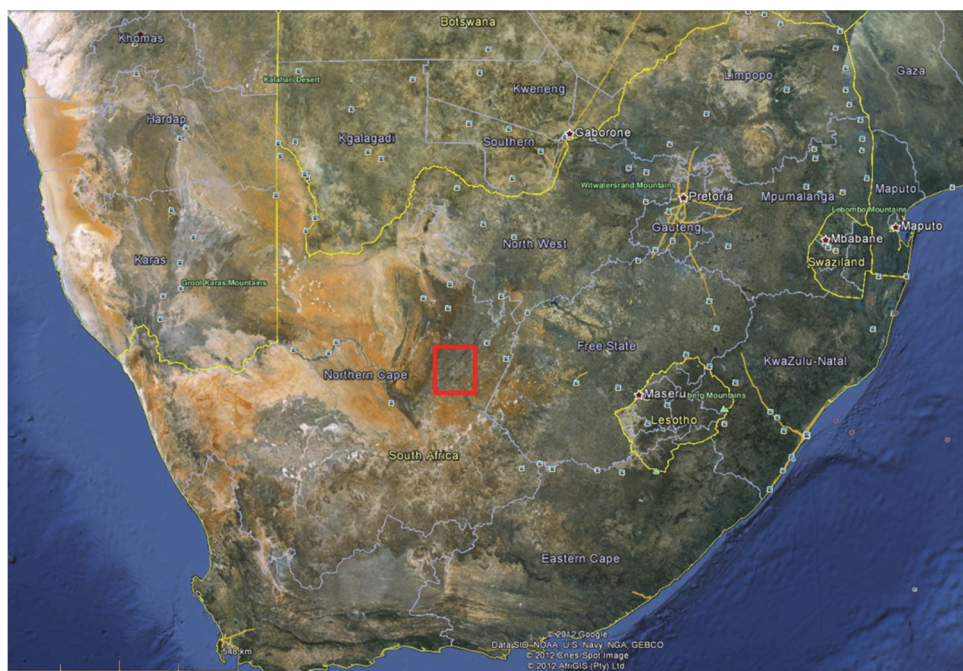 Botswana
Khomas
Gaza
Limpopo
Kalahari Desert
Kweneng
Hardap
Gaborone
Kgalagadi
Southern
Witwatersrand Mountain
Pretoria
Mpumalanga
Maputo
Lebombo Mountains
Gauteng
Maputo
Mbabane
North West
Karas
Swaziland
Groot Karas Mountains
Free State
KwaZulu-Natal
Northern Cape
Maseru
berg Mountains
Lesotho
South Africa
Eastern Cape
© 2012 Google
Data SIO, NOAA, U.S. Navy, NGA, GEBCO
548 km
© 2012 Cnes/Spot Image
© 2012 AfriGIS (Pty) Ltd